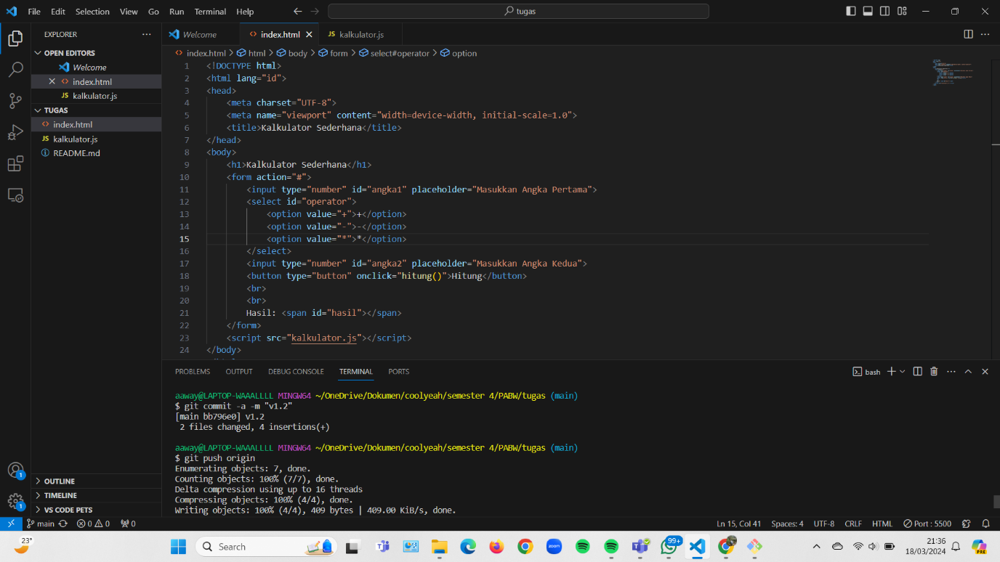 File Edit Selection View Go Run Terminal Help
tugas
EXPLORER
OPEN EDITORS
Welcome
index.html
JS kalkulator.js
TUGAS
index.html
JS kalkulator.js
README.md
OUTLINE
TIMELINE
VS CODE PETS
1
1
Welcome
index.html
JS kalkulator.js
index.html > html > body > form > select#operator > option
1 <!DOCTYPE html>
2 <html lang="id">
3 <head>
4 <meta charset="UTF-8">
5 <meta name="viewport" content="width=device-width, initial-scale=1.0">
6 <title>Kalkulator Sederhana</title>
7 </head>
8 <body>
9 <h1>Kalkulator Sederhana</h1>
10 <form action="#">
11 <input type="number" id="angka1" placeholder="Masukkan Angka Pertama">
12 <select id="operator">
13 <option value="+">+</option>
14 <option value="-">-</option>
15 <option value="*">*</option>
16 </select>
17 <input type="number" id="angka2" placeholder="Masukkan Angka Kedua">
18 <button type="button" onclick="hitung()">Hitung</button>
19 <br>
20 <br>
21 Hasil: <span id="hasil"></span>
22 </form>
23 <script src="kalkulator.js"></script>
24 </body>
PROBLEMS OUTPUT DEBUG CONSOLE TERMINAL PORTS
bash
aaway@LAPTOP-WAAALLLL MINGW64 ~/OneDrive/Dokumen/coolyeah/semester 4/PABW/tugas (main)
$ git commit -a -m "v1.2"
[main bb796e0] v1.2
2 files changed, 4 insertions(+)
aaway@LAPTOP-WAAALLLL MINGW64 ~/OneDrive/Dokumen/coolyeah/semester 4/PABW/tugas (main)
$ git push origin
Enumerating objects: 7, done.
Counting objects: 100% (7/7), done.
Delta compression using up to 16 threads
Compressing objects: 100% (4/4), done.
Writing objects: 100% (4/4), 409 bytes | 409.00 KiB/s, done.
main 0 0 0
Ln 15, Col 41 Spaces: 4 UTF-8 CRLF HTML Port : 5500
23°
Search
zoom
99+
21:36
18/03/2024
PRE